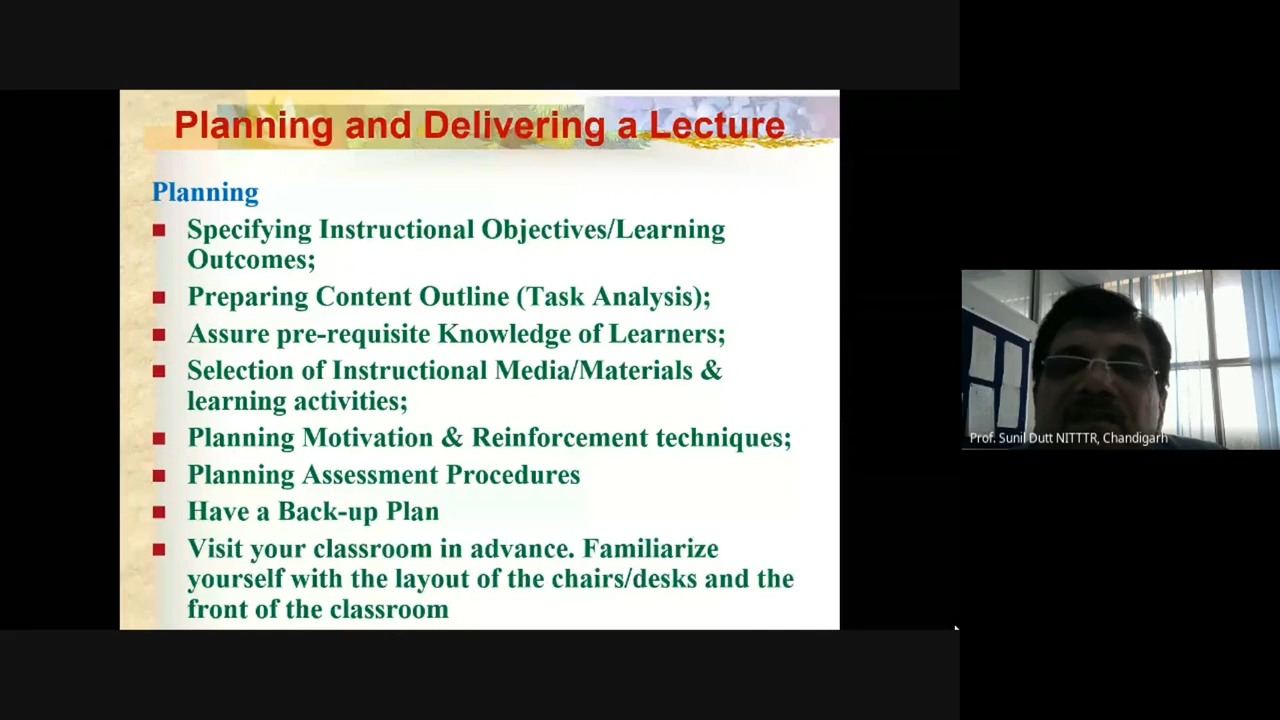 Planning and Delivering a Lecture
Planning
Specifying Instructional Objectives/Learning
Outcomes;
Preparing Content Outline (Task Analysis);
Assure pre-requisite Knowledge of Learners;
Selection of Instructional Media/Materials &
learning activities;
Planning Motivation & Reinforcement techniques;
Planning Assessment Procedures
Have a Back-up Plan
Visit your classroom in advance. Familiarize
yourself with the layout of the chairs/desks and the
front of the classroom
Prof. Sunil Dutt NITTTR, Chandigarh